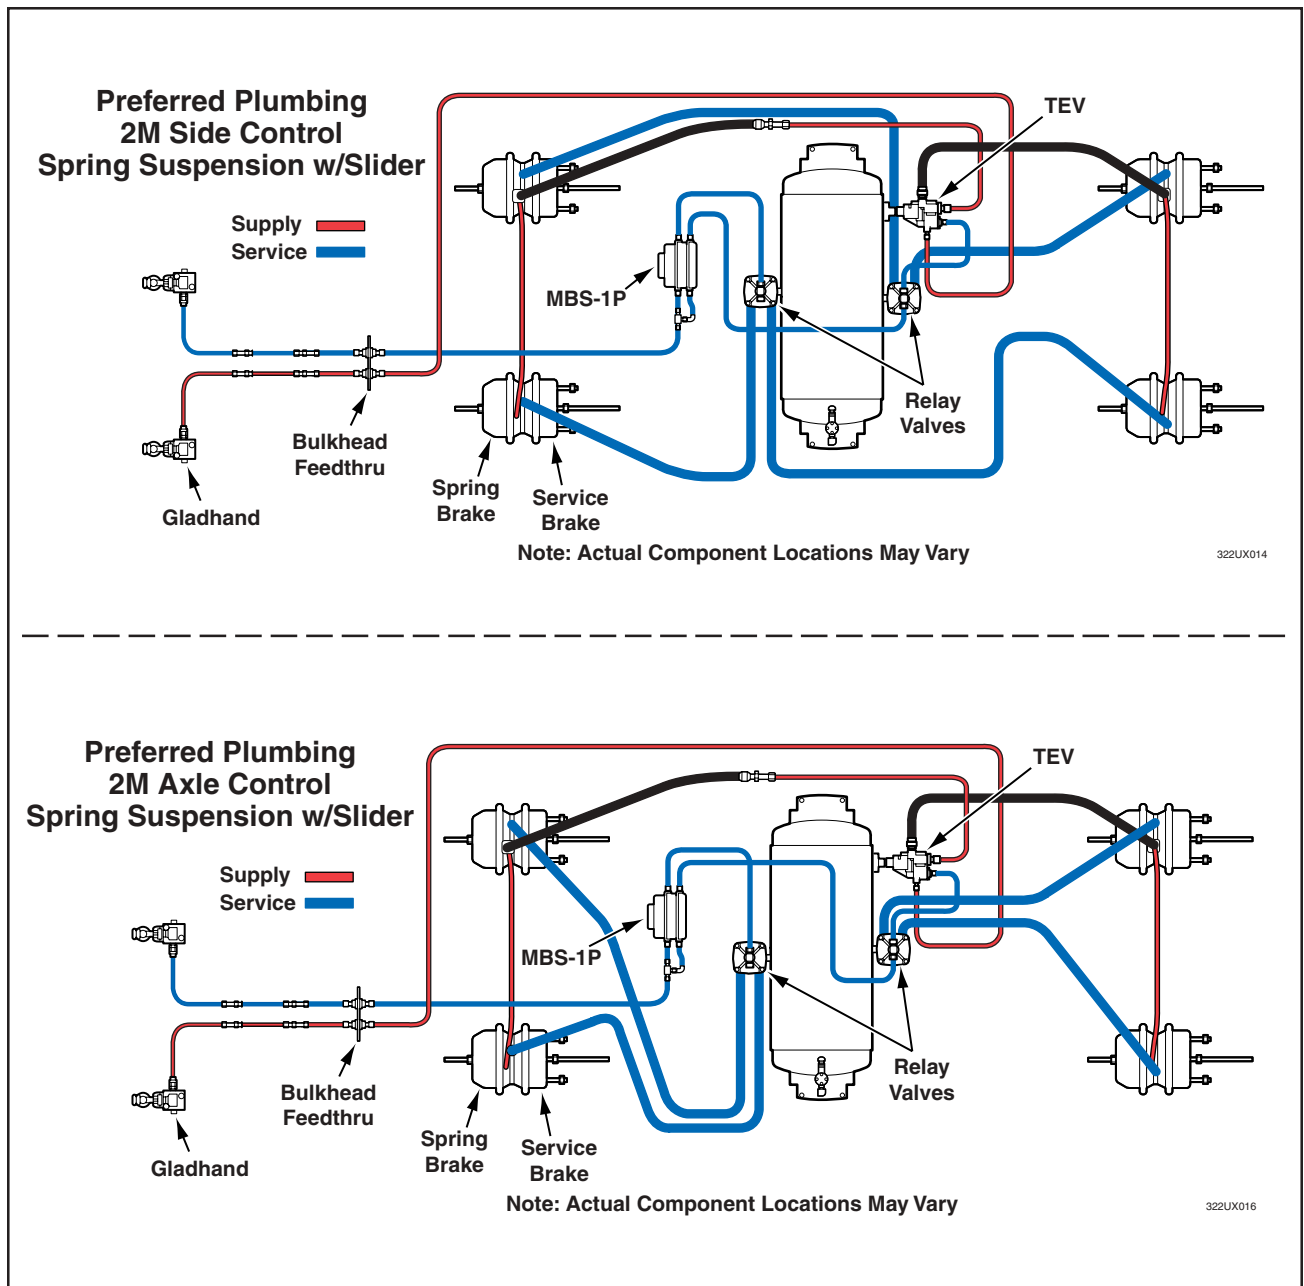 Preferred Plumbing
2M Side Control
Spring Suspension w/Slider
Supply
Service
TEV
MBS-1P
Relay
Valves
Bulkhead
Feedthru
Gladhand
Spring
Brake
Service
Brake
Note: Actual Component Locations May Vary
322UX014
Preferred Plumbing
2M Axle Control
Spring Suspension w/Slider
Supply
Service
TEV
MBS-1P
Relay
Valves
Bulkhead
Feedthru
Gladhand
Spring
Brake
Service
Brake
Note: Actual Component Locations May Vary
322UX016